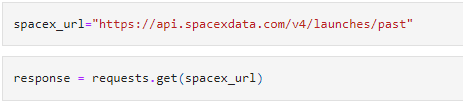 spacex_url="https://api.spacexdata.com/v4/launches/past"
response = requests.get(spacex_url)